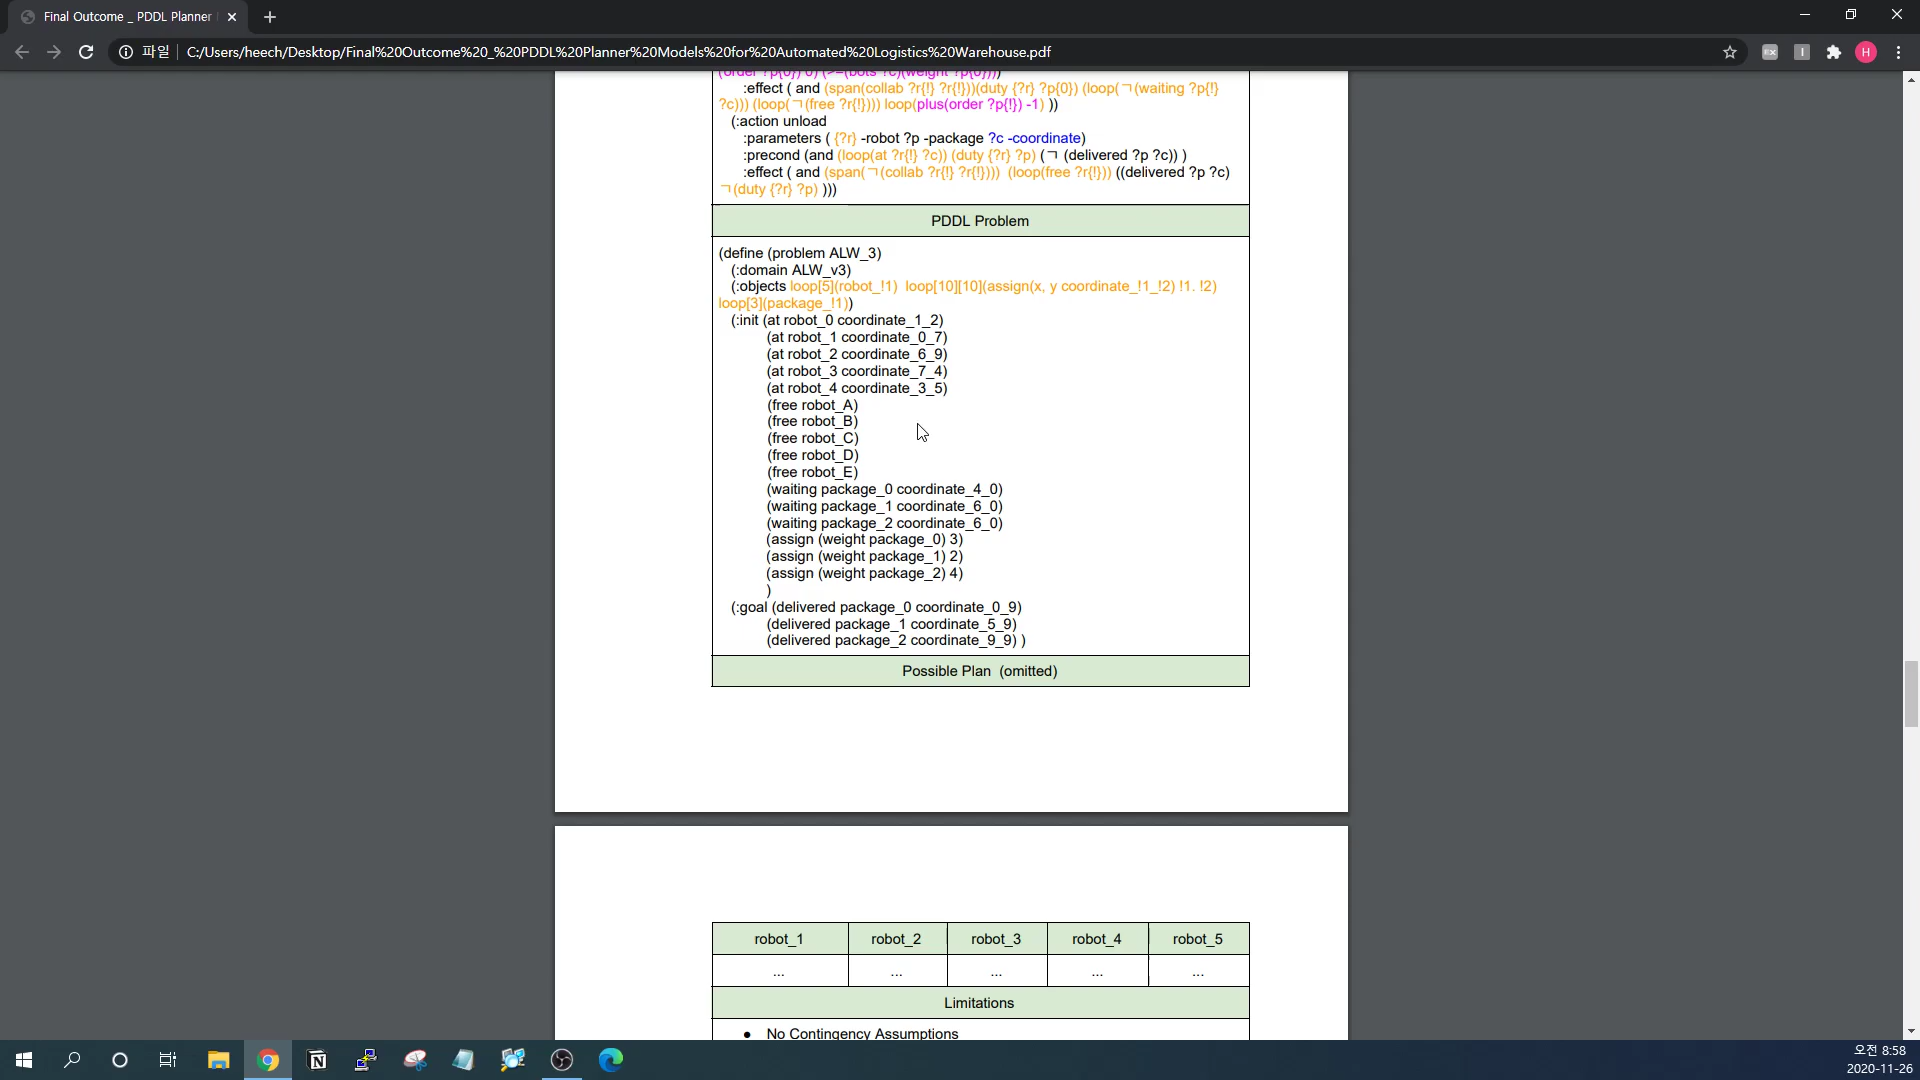 Final Outcome _ PDDL Planner
파일
C:/Users/heech/Desktop/Final%20Outcome%20_%20PDDL%20Planner%20Models%20for%20Automated%20Logistics%20Warehouse.pdf
H
(order ?p{0}) 0) (>=(bots ?c)(weight ?p{0})))
:effect ( and (span(collab ?r{!} ?r{!}))(duty {?r} ?p{0}) (loop(ㄱ(waiting ?p{!}
?c))) (loop(ㄱ(free ?r{!}))) loop(plus(order ?p{!}) -1) ))
(:action unload
:parameters ( {?r} -robot ?p -package ?c -coordinate)
:precond (and (loop(at ?r{!} ?c)) (duty {?r} ?p) (ㄱ (delivered ?p ?c)) )
:effect ( and (span(ㄱ(collab ?r{!} ?r{!})))  (loop(free ?r{!})) ((delivered ?p ?c)
ㄱ(duty {?r} ?p) )))
PDDL Problem
(define (problem ALW_3)
(:domain ALW_v3)
(:objects loop[5](robot_!1)  loop[10][10](assign(x, y coordinate_!1_!2) !1. !2)
loop[3](package_!1))
(:init (at robot_0 coordinate_1_2)
(at robot_1 coordinate_0_7)
(at robot_2 coordinate_6_9)
(at robot_3 coordinate_7_4)
(at robot_4 coordinate_3_5)
(free robot_A)
(free robot_B)
(free robot_C)
(free robot_D)
(free robot_E)
(waiting package_0 coordinate_4_0)
(waiting package_1 coordinate_6_0)
(waiting package_2 coordinate_6_0)
(assign (weight package_0) 3)
(assign (weight package_1) 2)
(assign (weight package_2) 4)
)
(:goal (delivered package_0 coordinate_0_9)
(delivered package_1 coordinate_5_9)
(delivered package_2 coordinate_9_9) )
Possible Plan  (omitted)
robot_1 robot_2 robot_3 robot_4 robot_5
... ... ... ... ...
Limitations
● No Contingency Assumptions
오전 8:58
2020-11-26